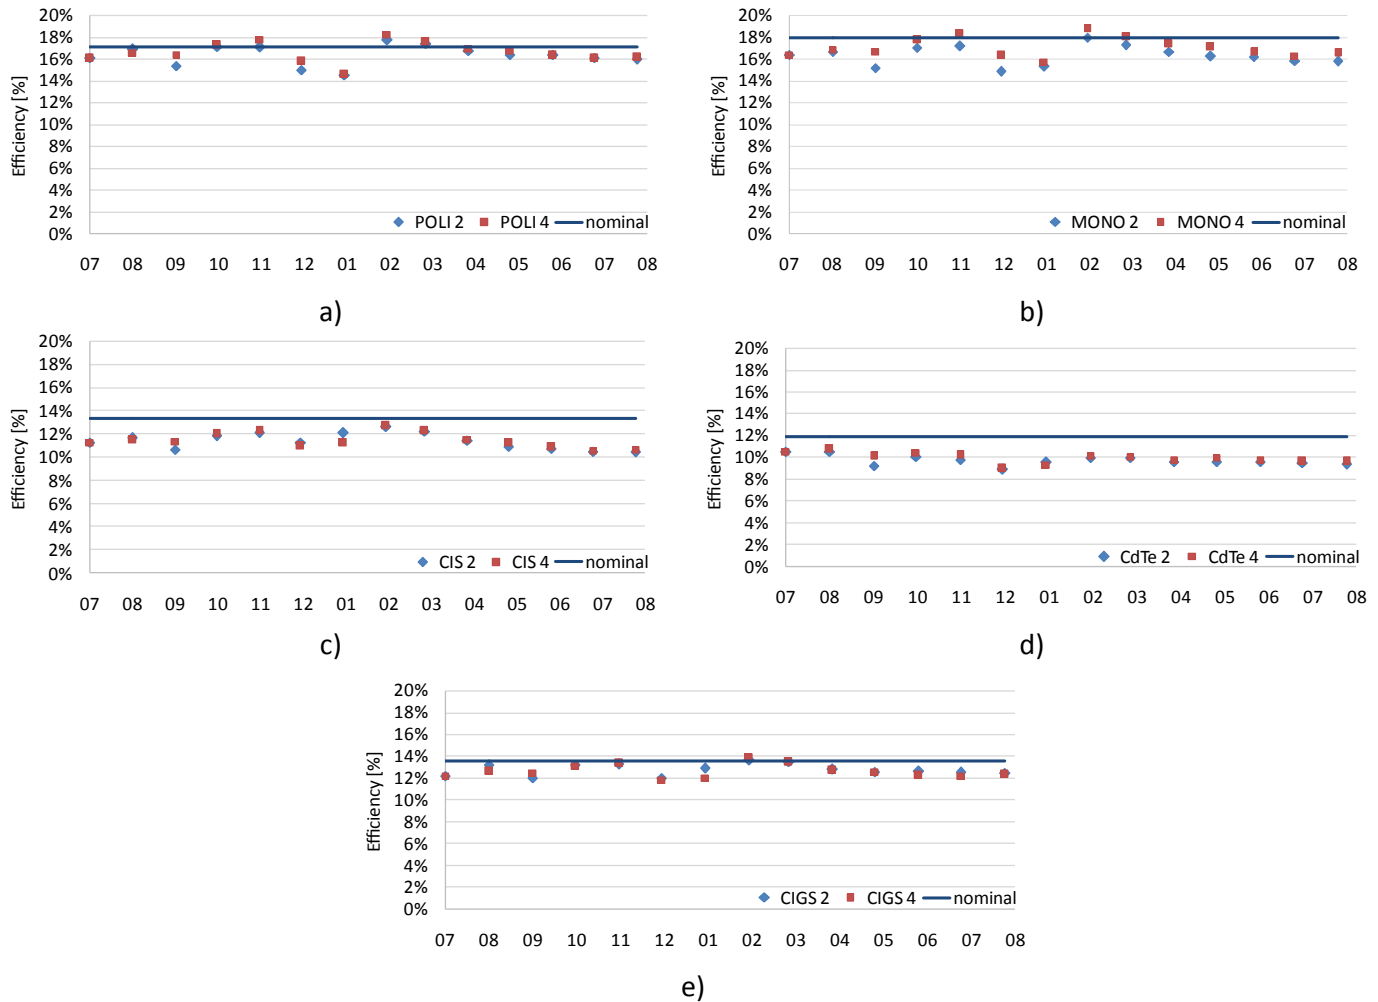 20%
18%
16%
14%
12%
10%
8%
6%
4%
2%
0%
Efficiency [%]
POLI 2 POLI 4 nominal
07 08 09 10 11 12 01 02 03 04 05 06 07 08
a)
20%
18%
16%
14%
12%
10%
8%
6%
4%
2%
0%
Efficiency [%]
MONO 2 MONO 4 nominal
07 08 09 10 11 12 01 02 03 04 05 06 07 08
b)
20%
18%
16%
14%
12%
10%
8%
6%
4%
2%
0%
Efficiency [%]
CIS 2 CIS 4 nominal
07 08 09 10 11 12 01 02 03 04 05 06 07 08
c)
20%
18%
16%
14%
12%
10%
8%
6%
4%
2%
0%
Efficiency [%]
CdTe 2 CdTe 4 nominal
07 08 09 10 11 12 01 02 03 04 05 06 07 08
d)
20%
18%
16%
14%
12%
10%
8%
6%
4%
2%
0%
Efficiency [%]
CIGS 2 CIGS 4 nominal
07 08 09 10 11 12 01 02 03 04 05 06 07 08
e)